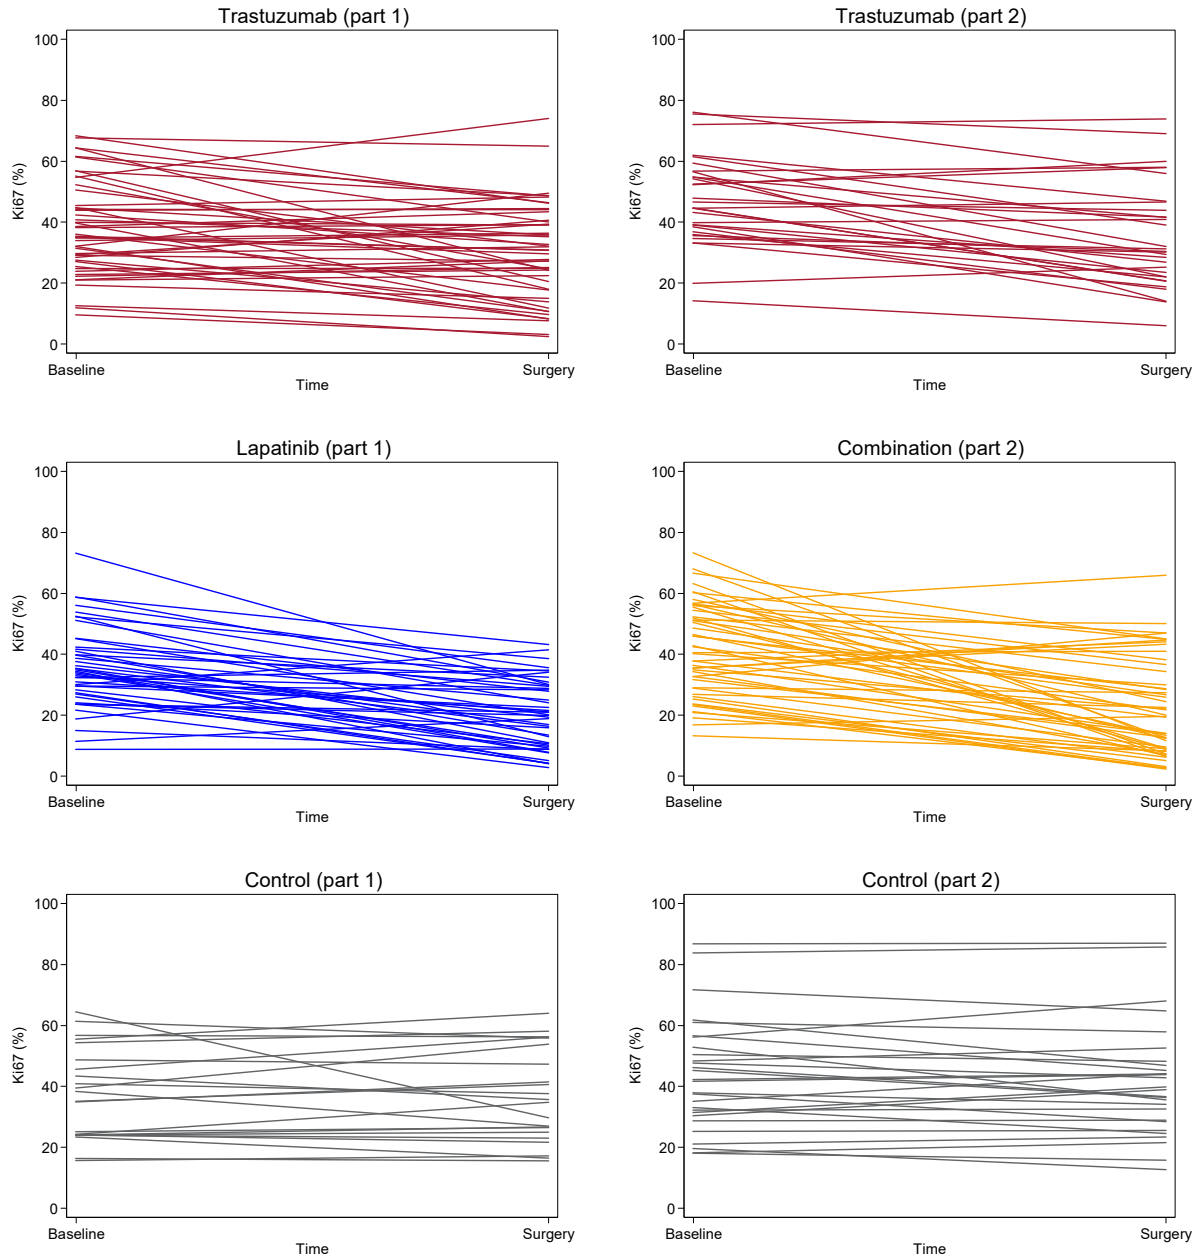 Trastuzumab (part 1)
100
80
60
40
20
0
Ki67 (%)
Baseline
Surgery
Time
Trastuzumab (part 2)
100
80
60
40
20
0
Ki67 (%)
Baseline
Surgery
Time
Lapatinib (part 1)
100
80
60
40
20
0
Ki67 (%)
Baseline
Surgery
Time
Combination (part 2)
100
80
60
40
20
0
Ki67 (%)
Baseline
Surgery
Time
Control (part 1)
100
80
60
40
20
0
Ki67 (%)
Baseline
Surgery
Time
Control (part 2)
100
80
60
40
20
0
Ki67 (%)
Baseline
Surgery
Time